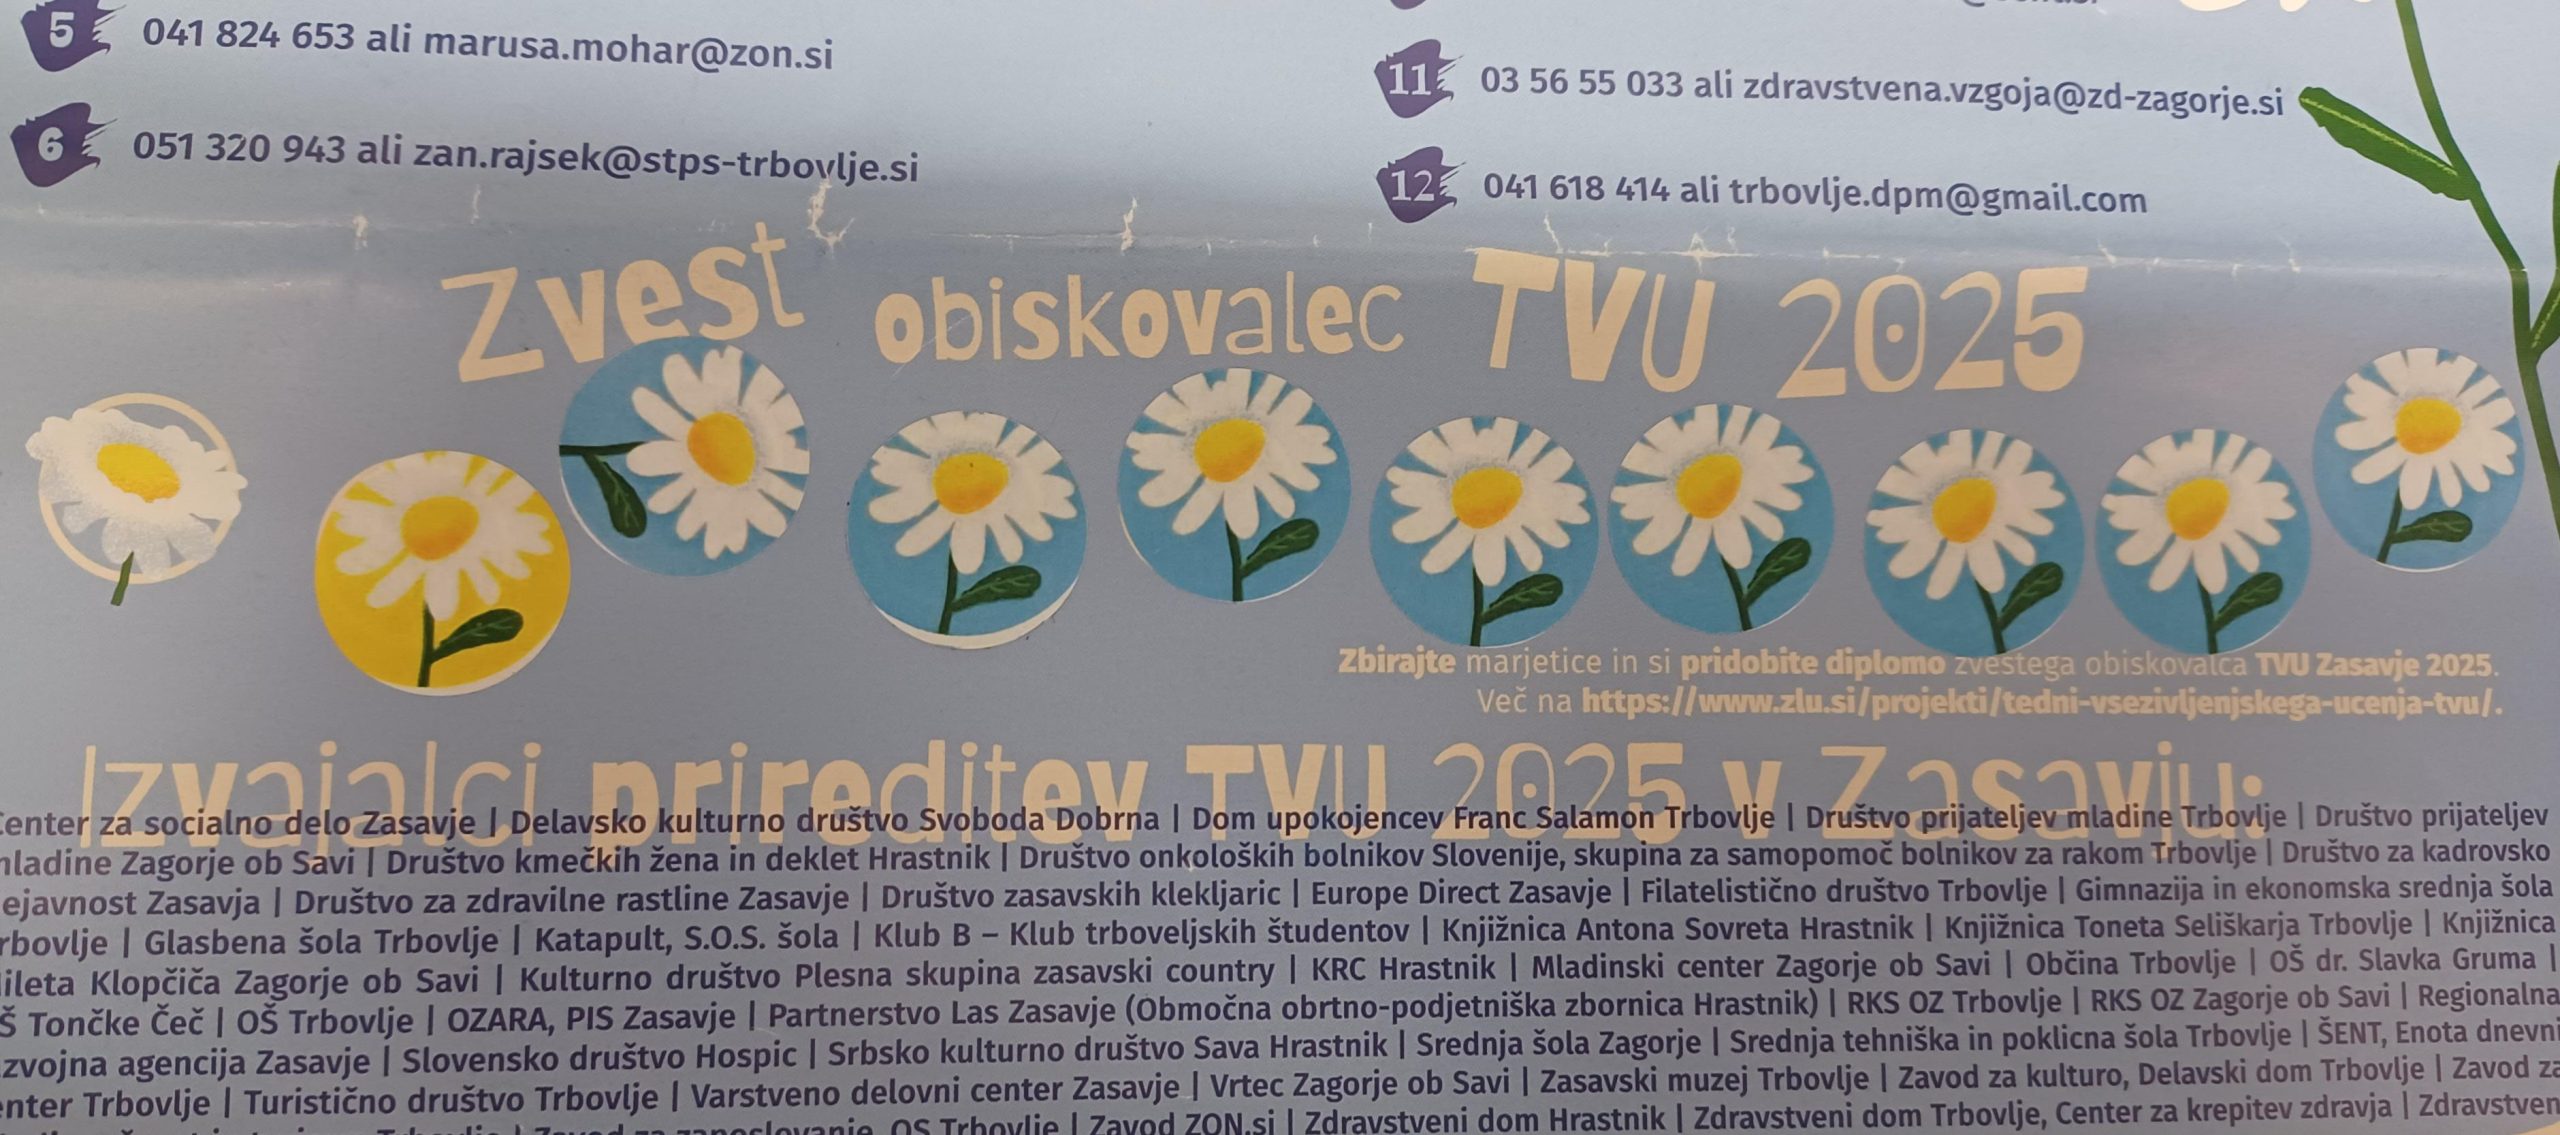 5 041 824 653 ali marusa.mohar@zon.si
6 051 320 943 ali zan.rajsek@stps-trbovlje.si
11 03 56 55 033 ali zdravstvena.vzgoja@zd-zagorje.si
12 041 618 414 ali trbovlje.dpm@gmail.com
Zvest obiskovalec TVU 2025
Zbirajte marjetice in si pridobite diplomo zvestega obiskovalca TVU Zasavje 2025.
Več na https://www.zlu.si/projekti/tedni-vsezivljenjskega-ucenja-tvu/.
Izvajalci prireditev TVU 2025 v Zasavju:
Center za socialno delo Zasavje | Delavsko kulturno društvo Svoboda Dobrna | Dom upokojencev Franc Salamon Trbovlje | Društvo prijateljev mladine Trbovlje | Društvo prijateljev
mladine Zagorje ob Savi | Društvo kmečkih žena in deklet Hrastnik | Društvo onkoloških bolnikov Slovenije, skupina za samopomoč bolnikov za rakom Trbovlje | Društvo za kadrovsko
ejavnost Zasavja | Društvo za zdravilne rastline Zasavje | Društvo zasavskih klekljaric | Europe Direct Zasavje | Filatelistično društvo Trbovlje | Gimnazija in ekonomska srednja šola
rbovlje | Glasbena šola Trbovlje | Katapult, S.O.S. šola | Klub B – Klub trboveljskih študentov | Knjižnica Antona Sovreta Hrastnik | Knjižnica Toneta Seliškarja Trbovlje | Knjižnica
ileta Klopčiča Zagorje ob Savi | Kulturno društvo Plesna skupina zasavski country | KRC Hrastnik | Mladinski center Zagorje ob Savi | Občina Trbovlje | OŠ dr. Slavka Gruma |
Š Tončke Čeč | OŠ Trbovlje | OZARA, PIS Zasavje | Partnerstvo Las Zasavje (Območna obrtno-podjetniška zbornica Hrastnik) | RKS OZ Trbovlje | RKS OZ Zagorje ob Savi | Regionalna
zvojna agencija Zasavje | Slovensko društvo Hospic | Srbsko kulturno društvo Sava Hrastnik | Srednja šola Zagorje | Srednja tehniška in poklicna šola Trbovlje | ŠENT, Enota dnevni
enter Trbovlje | Turistično društvo Trbovlje | Varstveno delovni center Zasavje | Vrtec Zagorje ob Savi | Zasavski muzej Trbovlje | Zavod za kulturo, Delavski dom Trbovlje | Zavod za
Trbovlje | Zavod za zaposlovanje, OS Trbovlje | Zavod ZON.si | Zdravstveni dom Hrastnik | Zdravstveni dom Trbovlje, Center za krepitev zdravja | Zdravstven